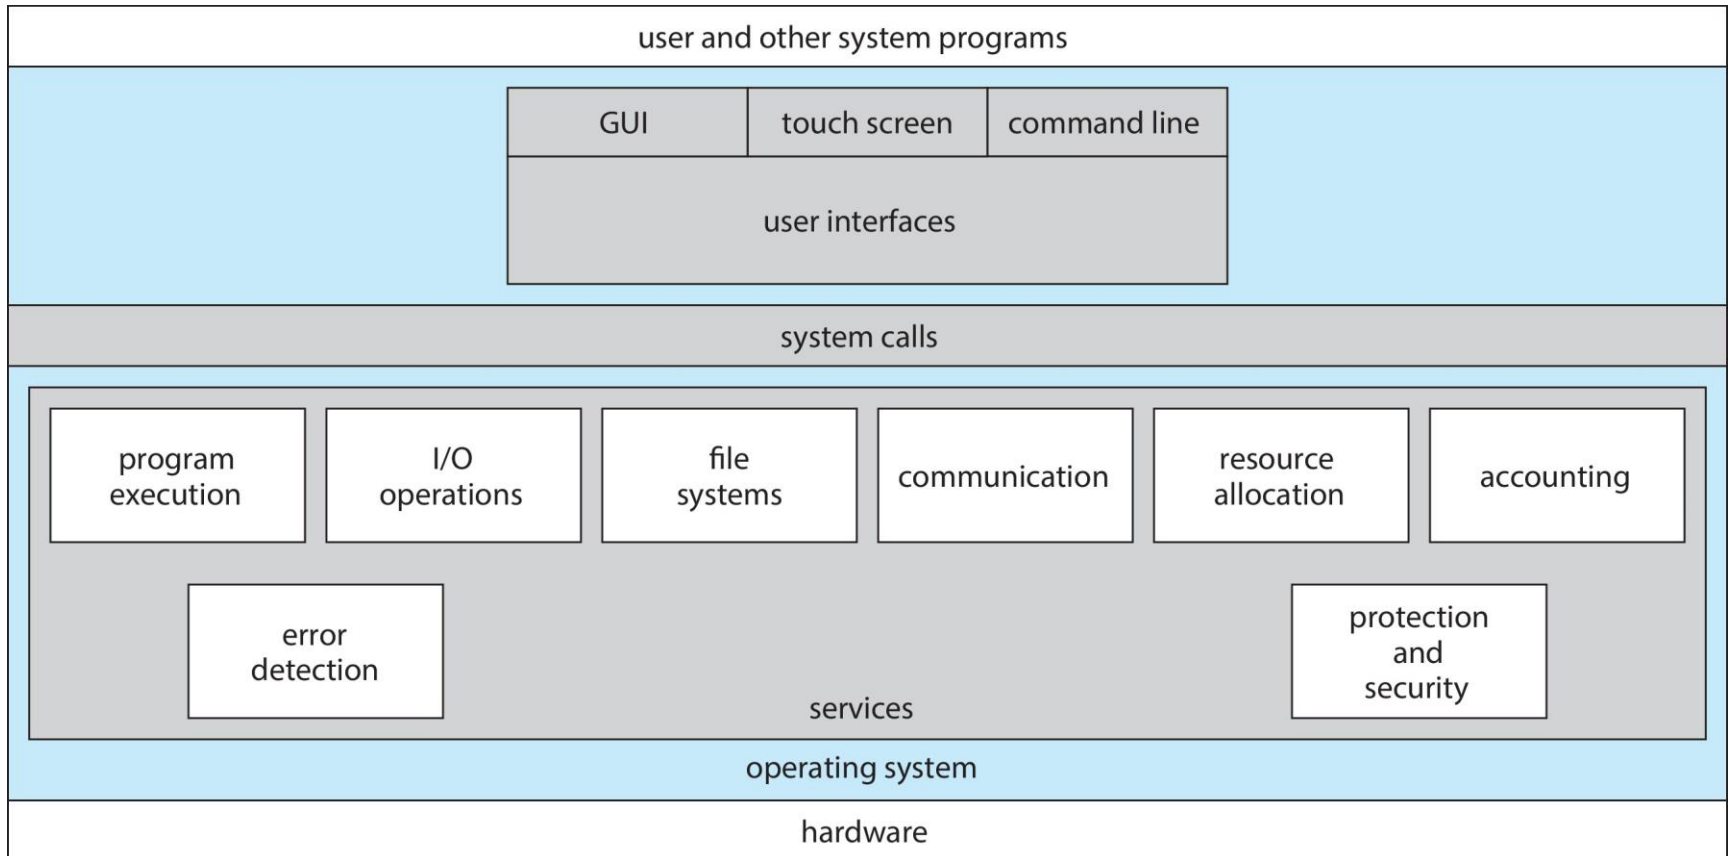 user and other system programs
GUI
touch screen
command line
user interfaces
system calls
program
execution
I/O
operations
file
systems
communication
resource
allocation
accounting
error
detection
protection
and
security
services
operating system
hardware